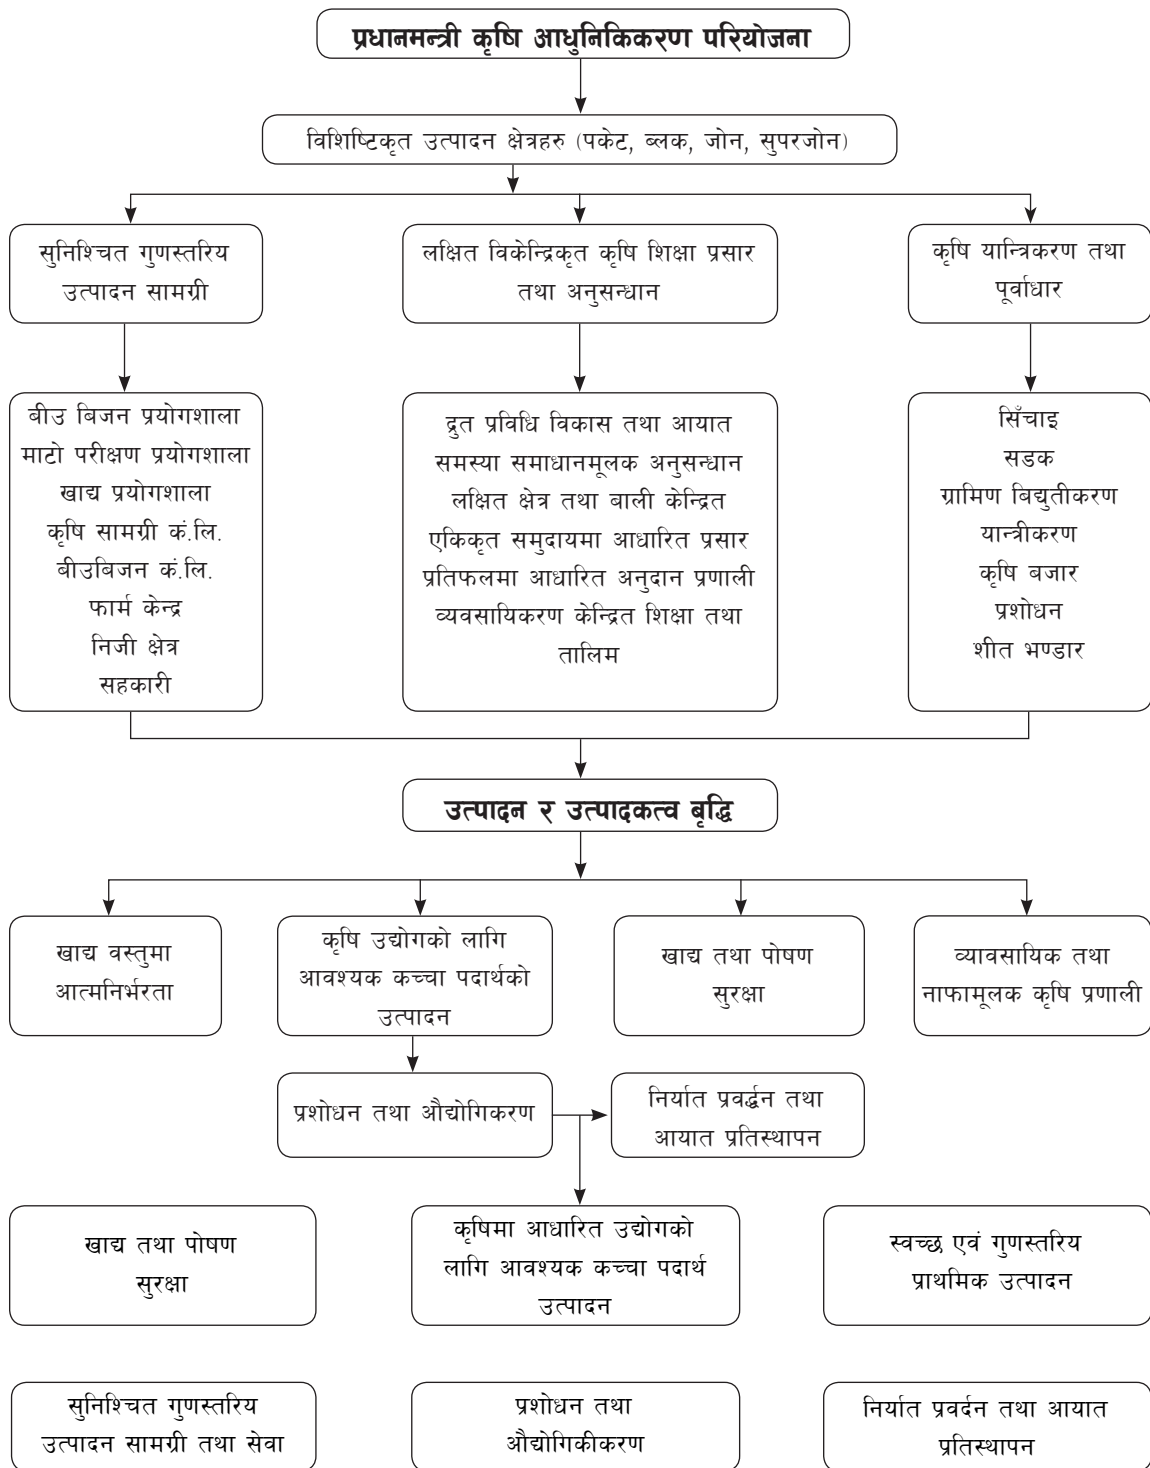 प्रधानमन्त्री कृषि आधुनिकिकरण परियोजना
विशिष्टिकृत उत्पादन क्षेत्रहरु (पकेट, ब्लक, जोन, सुपरजोन)
सुनिश्चित गुणस्तरिय
उत्पादन सामग्री
लक्षित विकेन्द्रिकृत कृषि शिक्षा प्रसार
तथा अनुसन्धान
कृषि यान्त्रिकरण तथा
पूर्वाधार
बीउ बिजन प्रयोगशाला
माटो परीक्षण प्रयोगशाला
खाद्य प्रयोगशाला
कृषि सामग्री कं.लि.
बीउबिजन कं.लि.
फार्म केन्द्र
निजी क्षेत्र
सहकारी
द्रुत प्रविधि विकास तथा आयात
समस्या समाधानमूलक अनुसन्धान
लक्षित क्षेत्र तथा बाली केन्द्रित
एकिकृत समुदायमा आधारित प्रसार
प्रतिफलमा आधारित अनुदान प्रणाली
व्यवसायिकरण केन्द्रित शिक्षा तथा
तालिम
सिँचाइ
सडक
ग्रामिण बिद्युतीकरण
यान्त्रीकरण
कृषि बजार
प्रशोधन
शीत भण्डार
उत्पादन र उत्पादकत्व बृद्धि
खाद्य वस्तुमा
आत्मनिर्भरता
कृषि उद्योगको लागि
आवश्यक कच्चा पदार्थको
उत्पादन
खाद्य तथा पोषण
सुरक्षा
व्यावसायिक तथा
नाफामूलक कृषि प्रणाली
प्रशोधन तथा औद्योगिकरण
निर्यात प्रवर्द्धन तथा
आयात प्रतिस्थापन
खाद्य तथा पोषण
सुरक्षा
कृषिमा आधारित उद्योगको
लागि आवश्यक कच्चा पदार्थ
उत्पादन
स्वच्छ एवं गुणस्तरिय
प्राथमिक उत्पादन
सुनिश्चित गुणस्तरिय
उत्पादन सामग्री तथा सेवा
प्रशोधन तथा
औद्योगिकीकरण
निर्यात प्रवर्दन तथा आयात
प्रतिस्थापन